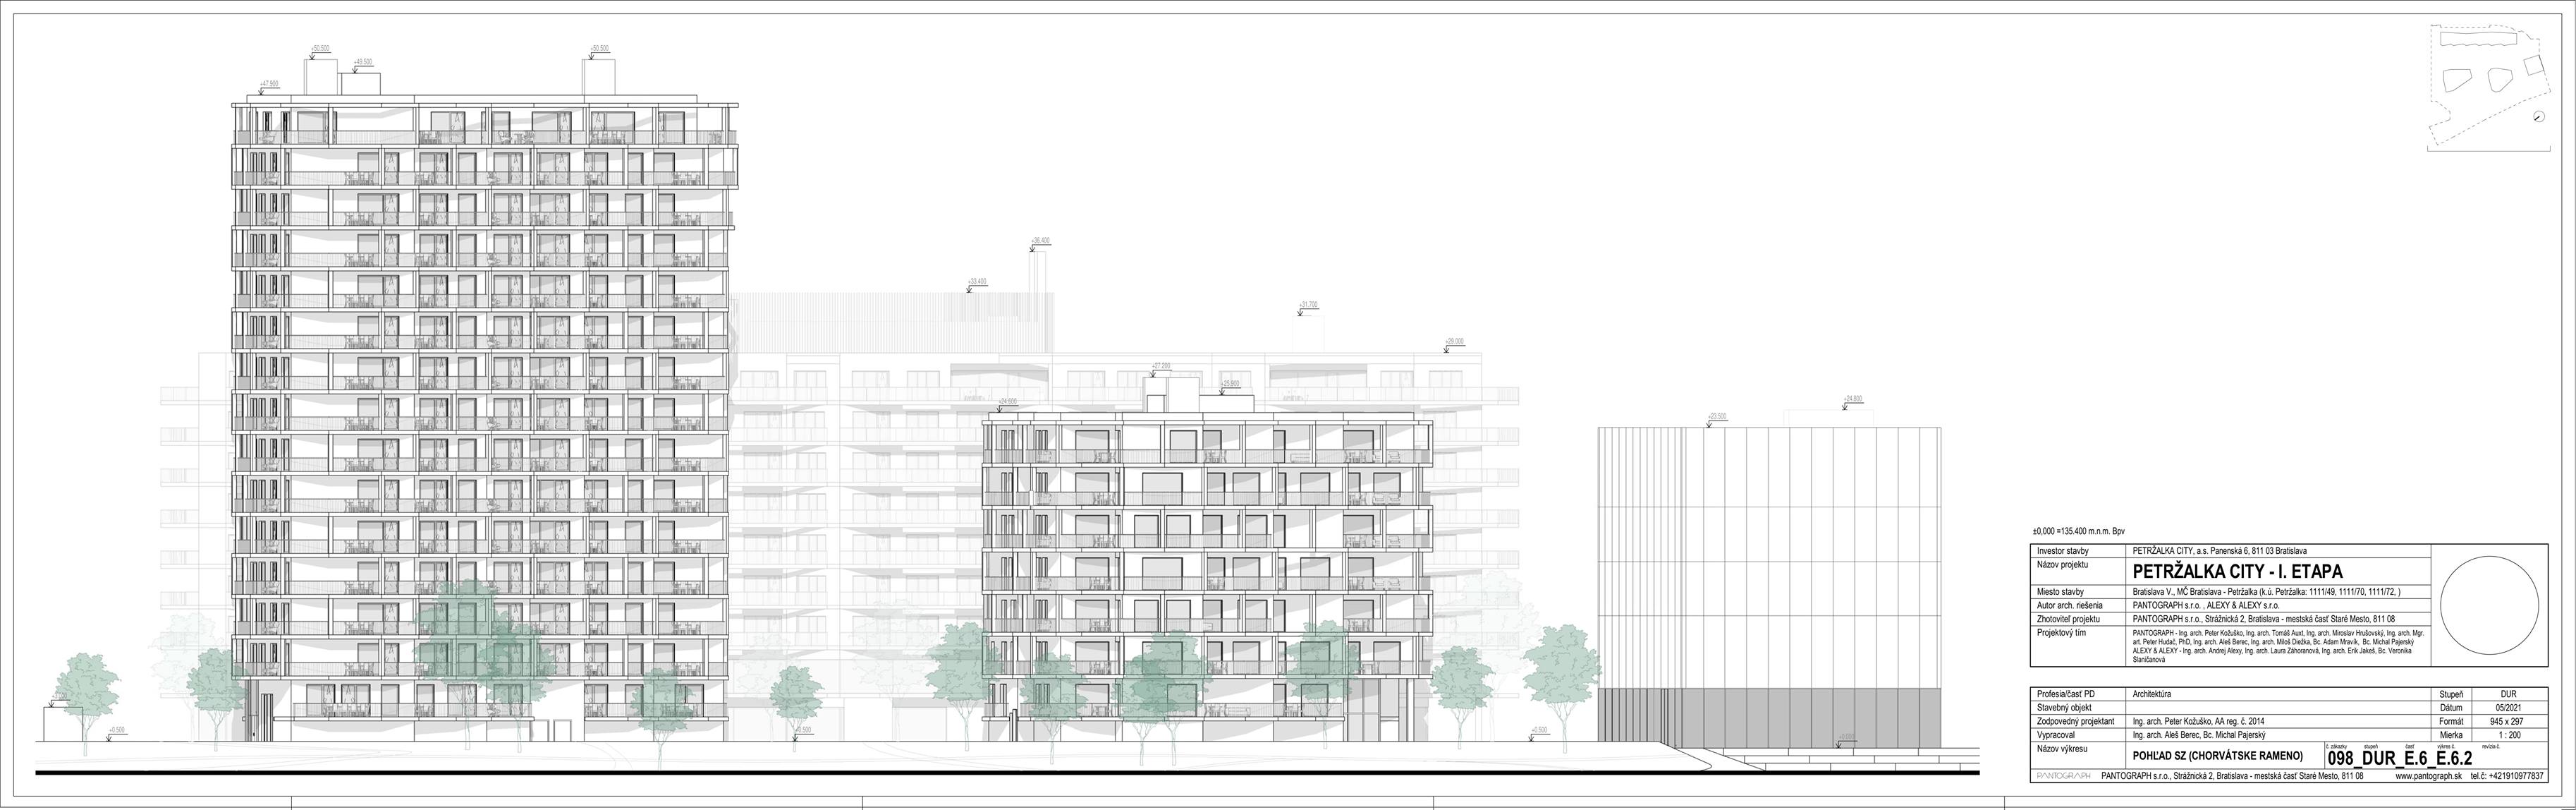 +50.500
+50.500
+49.500
+47.900
+36.400
+33.400
+31.700
+29.000
+27.200
+25.900
+24.600
+24.800
+23.500
+0.500
+0.500
+0.500
±0,000 =135.400 m.n.m. Bpv
Investor stavby PETRŽALKA CITY, a.s. Panenská 6, 811 03 Bratislava
Názov projektu PETRŽALKA CITY - I. ETAPA
Miesto stavby Bratislava V., MČ Bratislava - Petržalka (k.ú. Petržalka: 1111/49, 1111/70, 1111/72, )
Autor arch. riešenia PANTOGRAPH s.r.o. , ALEXY & ALEXY s.r.o.
Zhotoviteľ projektu PANTOGRAPH s.r.o., Strážnická 2, Bratislava - mestská časť Staré Mesto, 811 08
Projektový tím PANTOGRAPH - Ing. arch. Peter Kožuško, Ing. arch. Tomáš Auxt, Ing. arch. Miroslav Hrušovský, Ing. arch. Mgr.
art. Peter Hudač, PhD, Ing. arch. Aleš Berec, Ing. arch. Miloš Diežka, Bc. Adam Mravík, Bc. Michal Pajerský
ALEXY & ALEXY - Ing. arch. Andrej Alexy, Ing. arch. Laura Záhoranová, Ing. arch. Erik Jakeš, Bc. Veronika
Slaničanová
Profesia/časť PD Architektúra Stupeň DUR
Stavebný objekt Dátum 05/2021
Zodpovedný projektant Ing. arch. Peter Kožuško, AA reg. č. 2014 Formát 945 x 297
Vypracoval Ing. arch. Aleš Berec, Bc. Michal Pajerský Mierka 1 : 200
Názov výkresu POHĽAD SZ (CHORVÁTSKE RAMENO)
č. zákazky stupeň časť výkres č. revízia č.
098_DUR_E.6_E.6.2
PANTOGRAPH PANTOGRAPH s.r.o., Strážnická 2, Bratislava - mestská časť Staré Mesto, 811 08 www.pantograph.sk tel.č: +421910977837